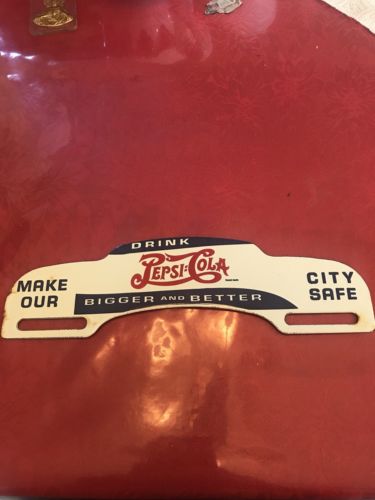 DRINK
PEPSI-COLA
BIGGER AND BETTER
MAKE
OUR
CITY
SAFE